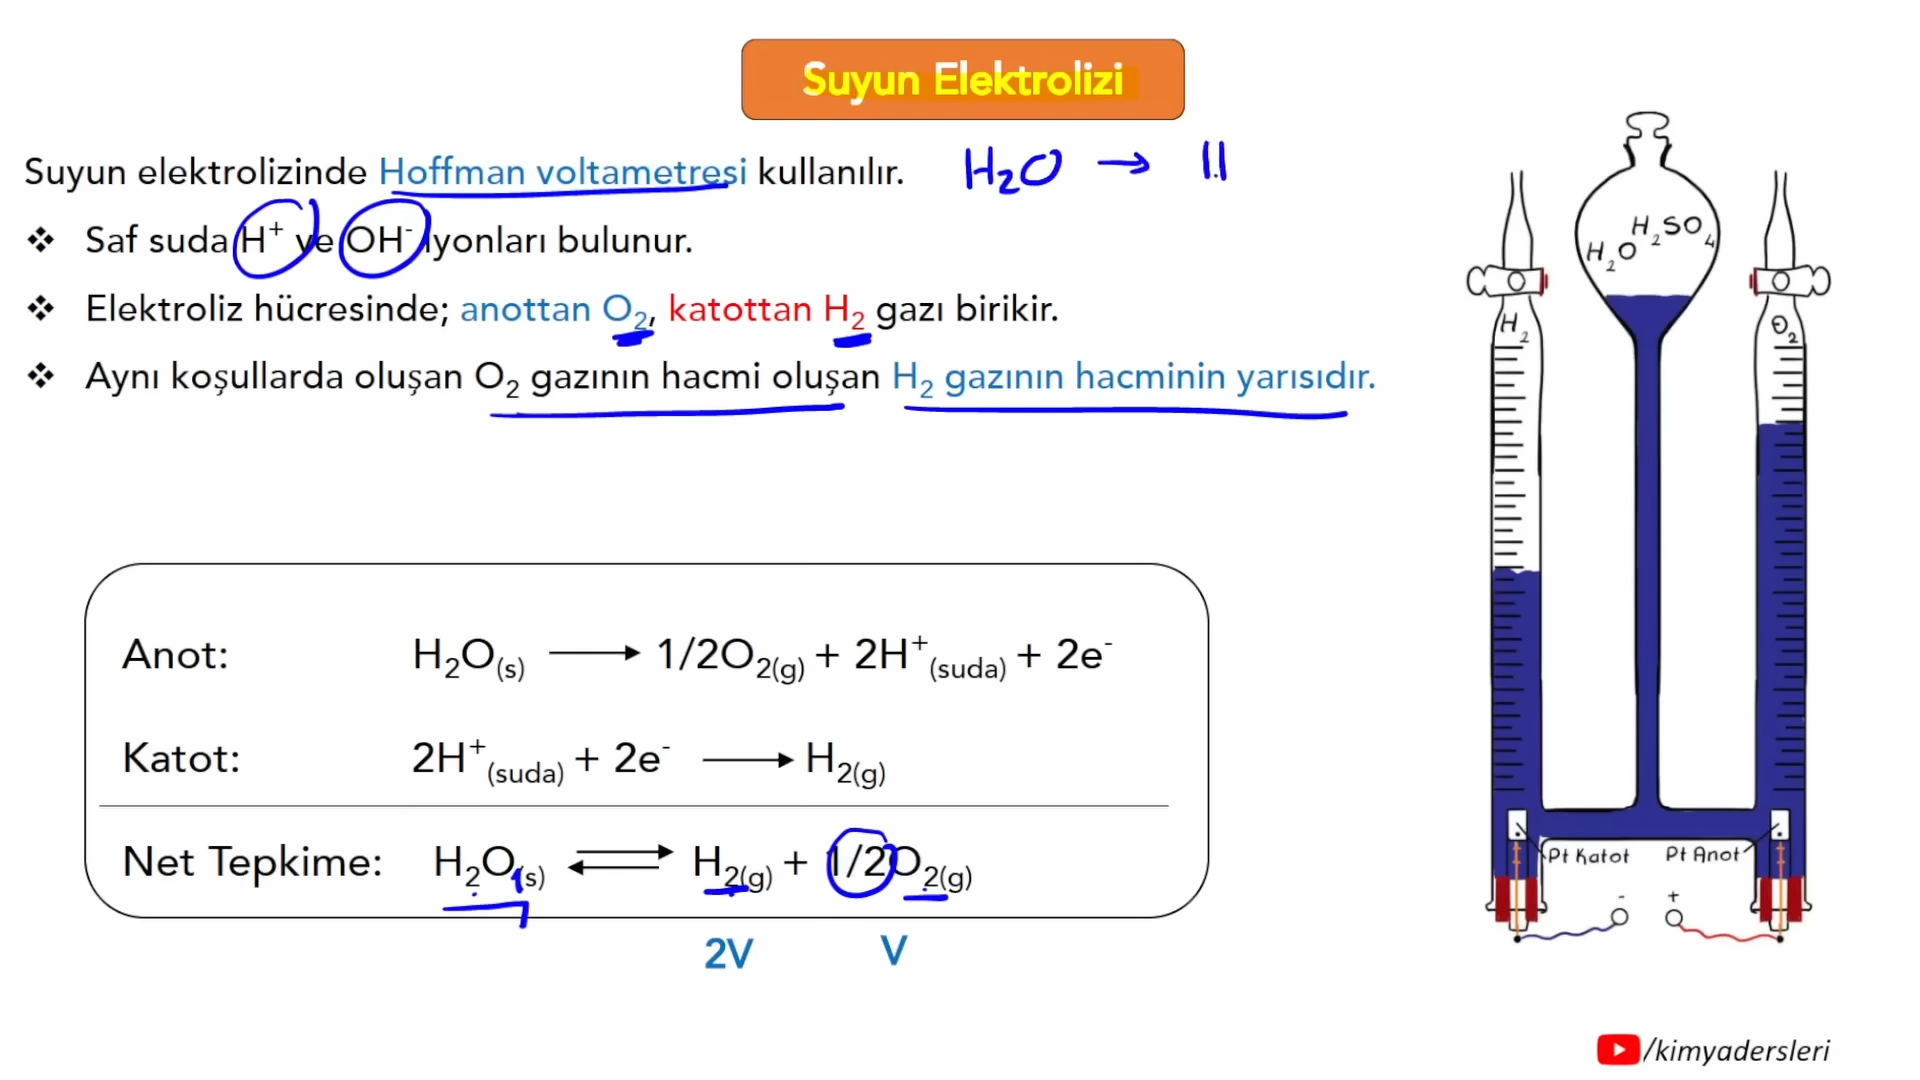 Suyun Elektrolizi
Suyun elektrolizinde Hoffman voltametresi kullanılır.
H₂O →
❖ Saf suda H⁺ ve OH⁻ iyonları bulunur.
❖ Elektroliz hücresinde; anottan O₂, katottan H₂ gazı birikir.
❖ Aynı koşullarda oluşan O₂ gazının hacmi oluşan H₂ gazının hacminin yarısıdır.
Anot: H₂O(s) ⟶ 1/2O₂(g) + 2H⁺(suda) + 2e⁻
Katot: 2H⁺(suda) + 2e⁻ ⟶ H₂(g)
Net Tepkime: H₂O(s) ⇌ H₂(g) + 1/2O₂(g)
2V V
H₂O H₂SO₄
H₂ O₂
Pt Katot Pt Anot
- +
/kimyadersleri